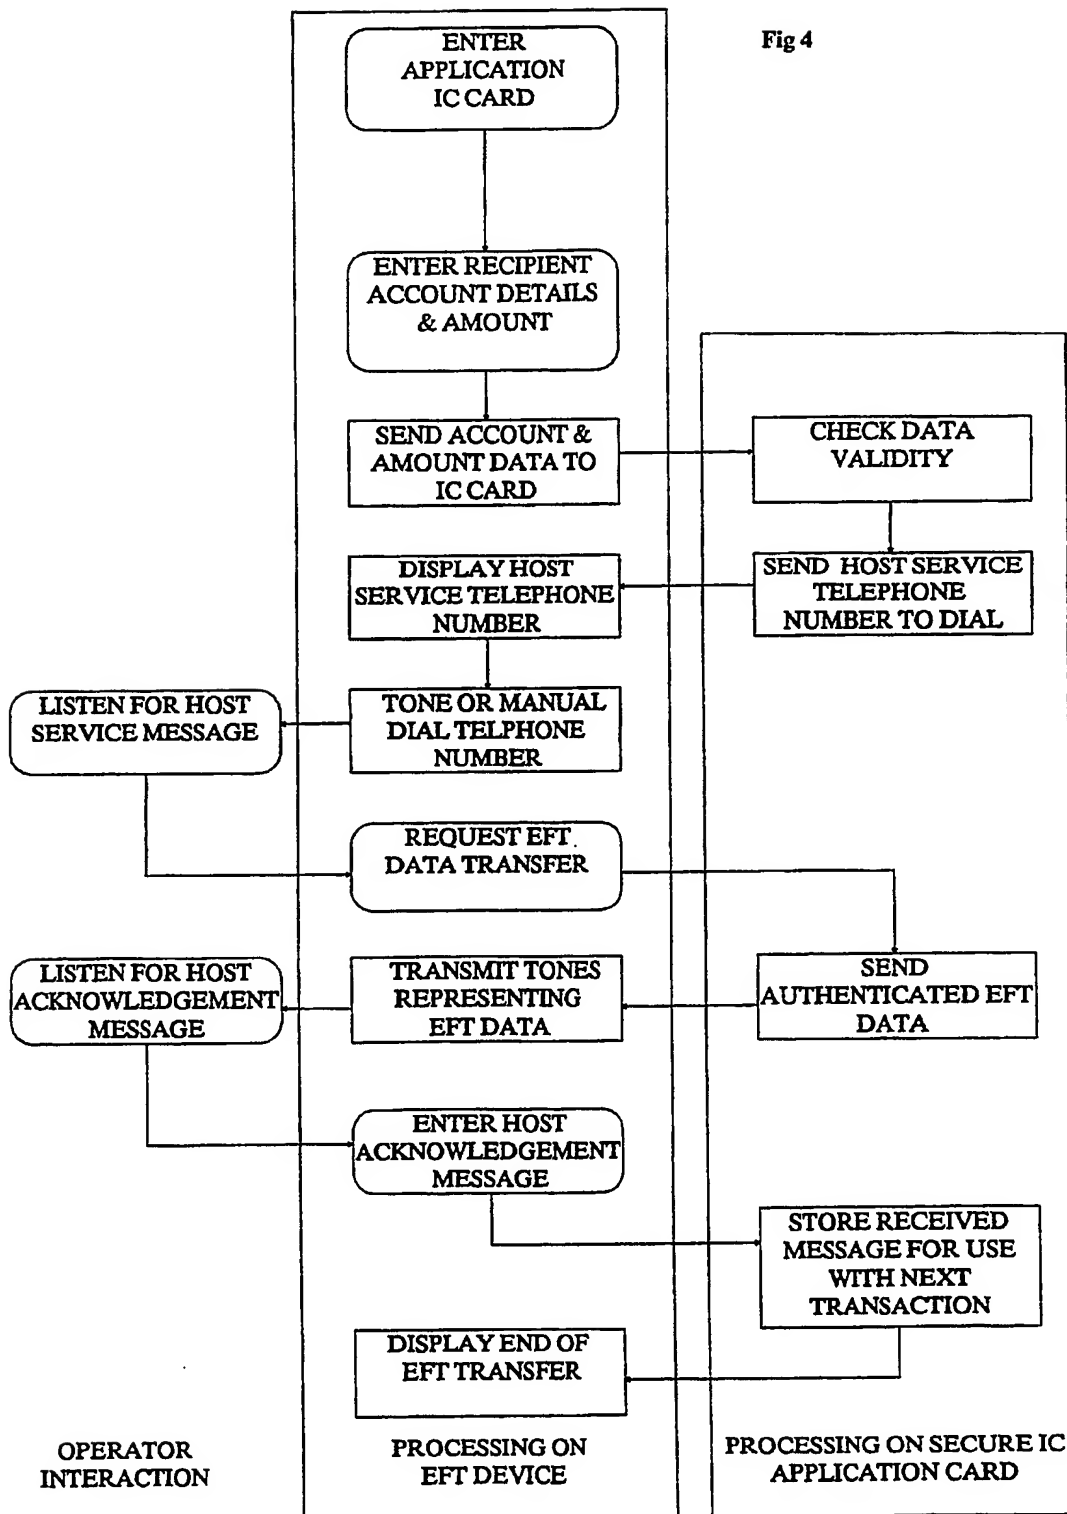 Fig 4
ENTER
APPLICATION
IC CARD
ENTER RECIPIENT
ACCOUNT DETAILS
& AMOUNT
SEND ACCOUNT &
AMOUNT DATA TO
IC CARD
CHECK DATA
VALIDITY
SEND HOST SERVICE
TELEPHONE
NUMBER TO DIAL
DISPLAY HOST
SERVICE TELEPHONE
NUMBER
TONE OR MANUAL
DIAL TELPHONE
NUMBER
LISTEN FOR HOST
SERVICE MESSAGE
REQUEST EFT
DATA TRANSFER
SEND
AUTHENTICATED EFT
DATA
TRANSMIT TONES
REPRESENTING
EFT DATA
LISTEN FOR HOST
ACKNOWLEDGEMENT
MESSAGE
ENTER HOST
ACKNOWLEDGEMENT
MESSAGE
STORE RECEIVED
MESSAGE FOR USE
WITH NEXT
TRANSACTION
DISPLAY END OF
EFT TRANSFER
OPERATOR
INTERACTION
PROCESSING ON
EFT DEVICE
PROCESSING ON SECURE IC
APPLICATION CARD